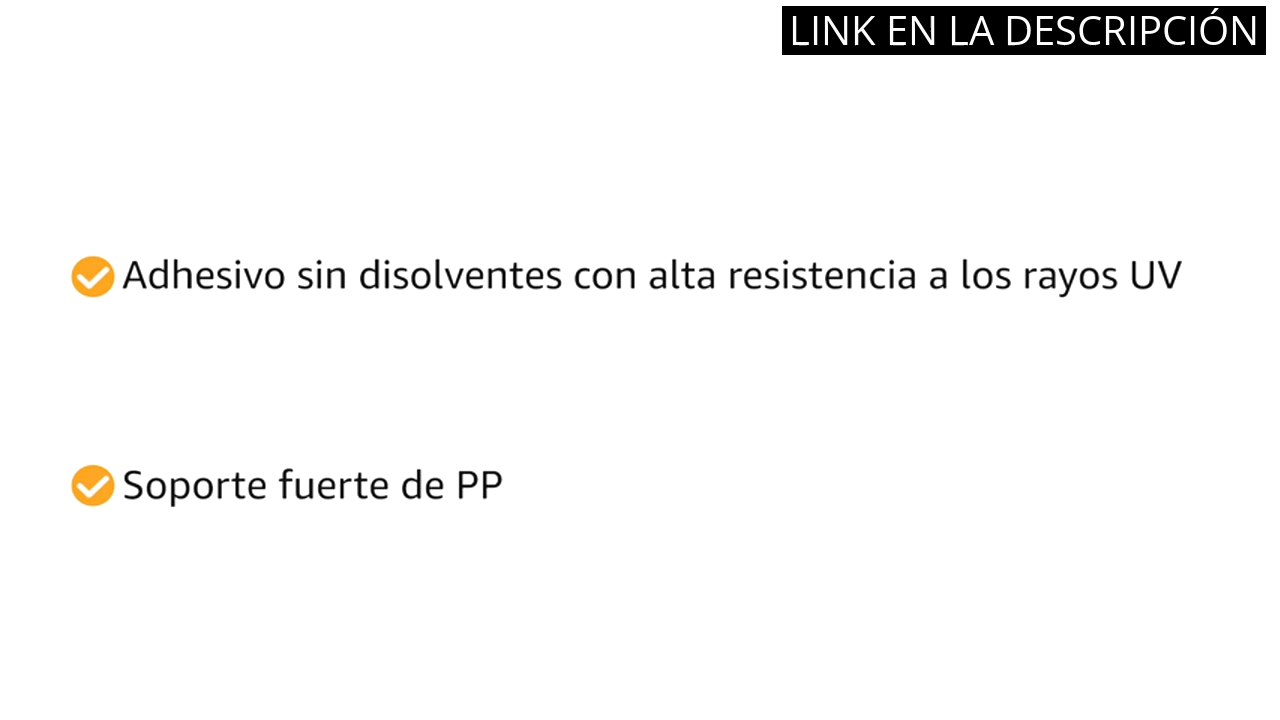 LINK EN LA DESCRIPCIÓN
Adhesivo sin disolventes con alta resistencia a los rayos UV
Soporte fuerte de PP